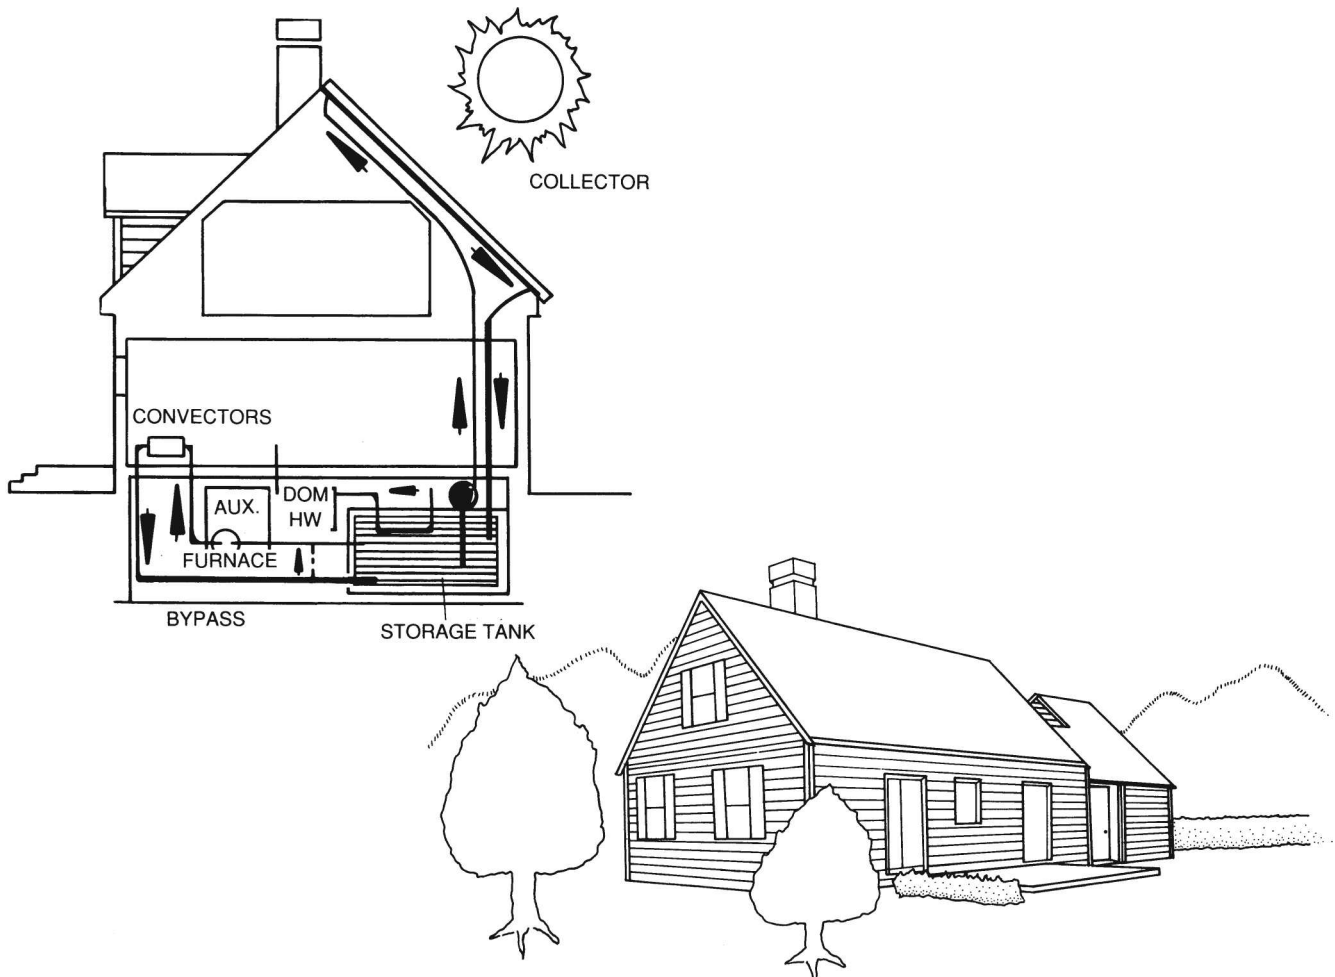 COLLECTOR
CONVECTORS
AUX.
DOM
HW
FURNACE
BYPASS
STORAGE TANK